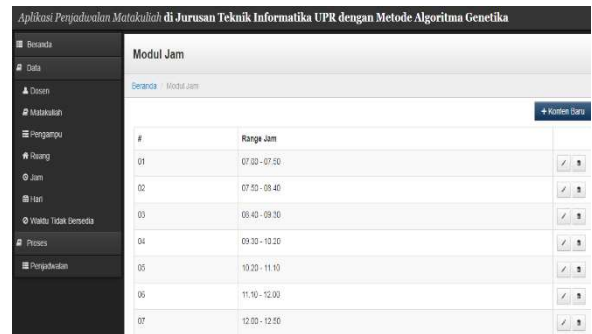 Aplikasi Penjadwalan Matakuliah di Jurusan Teknik Informatika UPR dengan Metode Algoritma Genetika
Beranda
Data
Dosen
Matakuliah
Pengampu
Ruang
Jam
Hari
Waktu Tidak Bersedia
Proses
Penjadwalan
Modul Jam
Beranda / Modul Jam
+ Konten Baru
# Range Jam
01 07.00 - 07.50
02 07.50 - 08.40
03 08.40 - 09.30
04 09.30 - 10.20
05 10.20 - 11.10
06 11.10 - 12.00
07 12.00 - 12.50